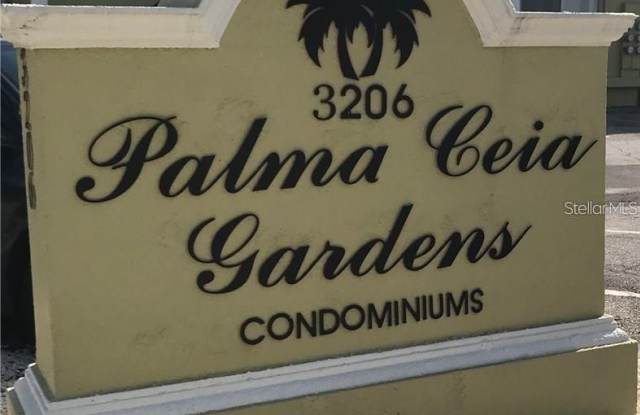 3206
Palma Ceia
Gardens
CONDOMINIUMS
StellarMLS